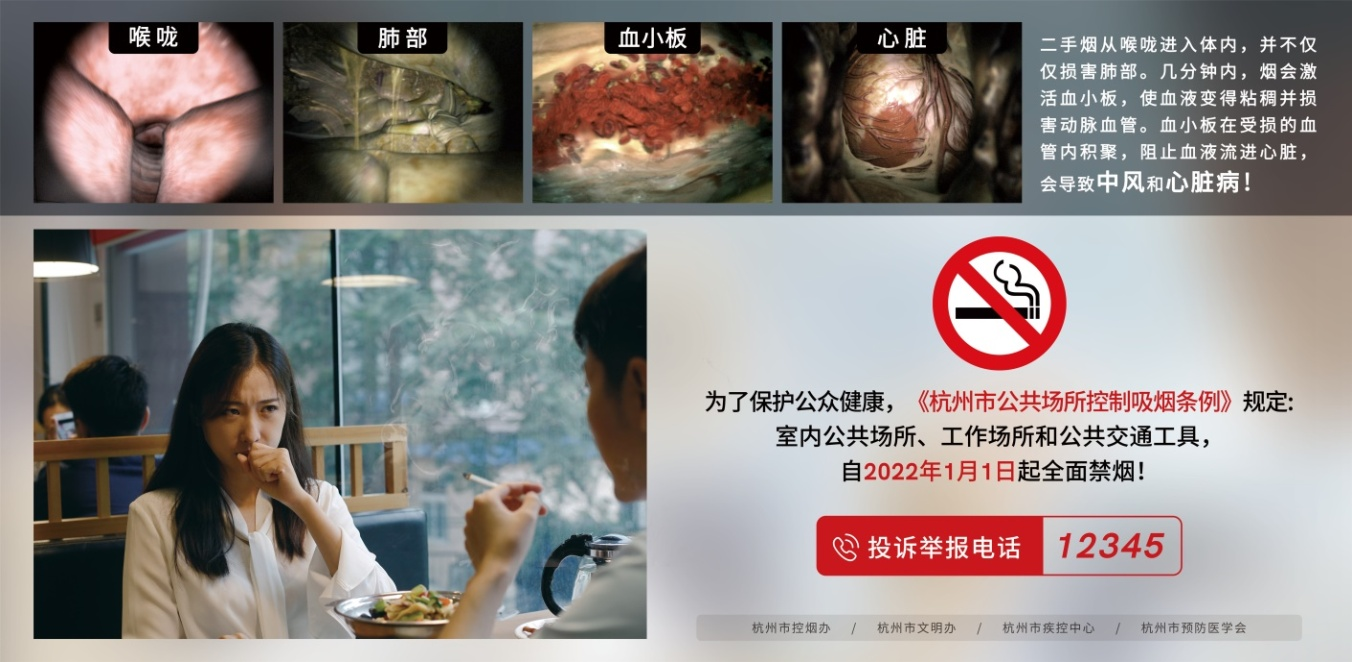 喉咙
肺部
血小板
心脏
二手烟从喉咙进入体内，并不仅
仅损害肺部。几分钟内，烟会激
活血小板，使血液变得粘稠并损
害动脉血管。血小板在受损的血
管内积聚，阻止血液流进心脏，
会导致中风和心脏病！
为了保护公众健康，《杭州市公共场所控制吸烟条例》规定:
室内公共场所、工作场所和公共交通工具，
自2022年1月1日起全面禁烟！
投诉举报电话 12345
杭州市控烟办 / 杭州市文明办 / 杭州市疾控中心 / 杭州市预防医学会